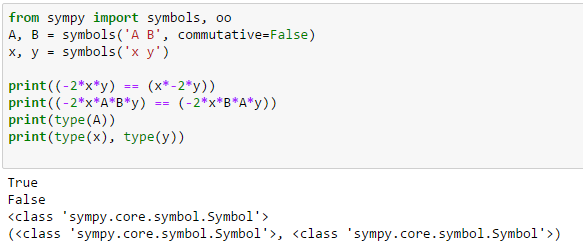 from sympy import symbols, oo
A, B = symbols('A B', commutative=False)
x, y = symbols('x y')
print((-2*x*y) == (x*-2*y))
print((-2*x*A*B*y) == (-2*x*B*A*y))
print(type(A))
print(type(x), type(y))
True
False
<class 'sympy.core.symbol.Symbol'>
(<class 'sympy.core.symbol.Symbol'>, <class 'sympy.core.symbol.Symbol'>)